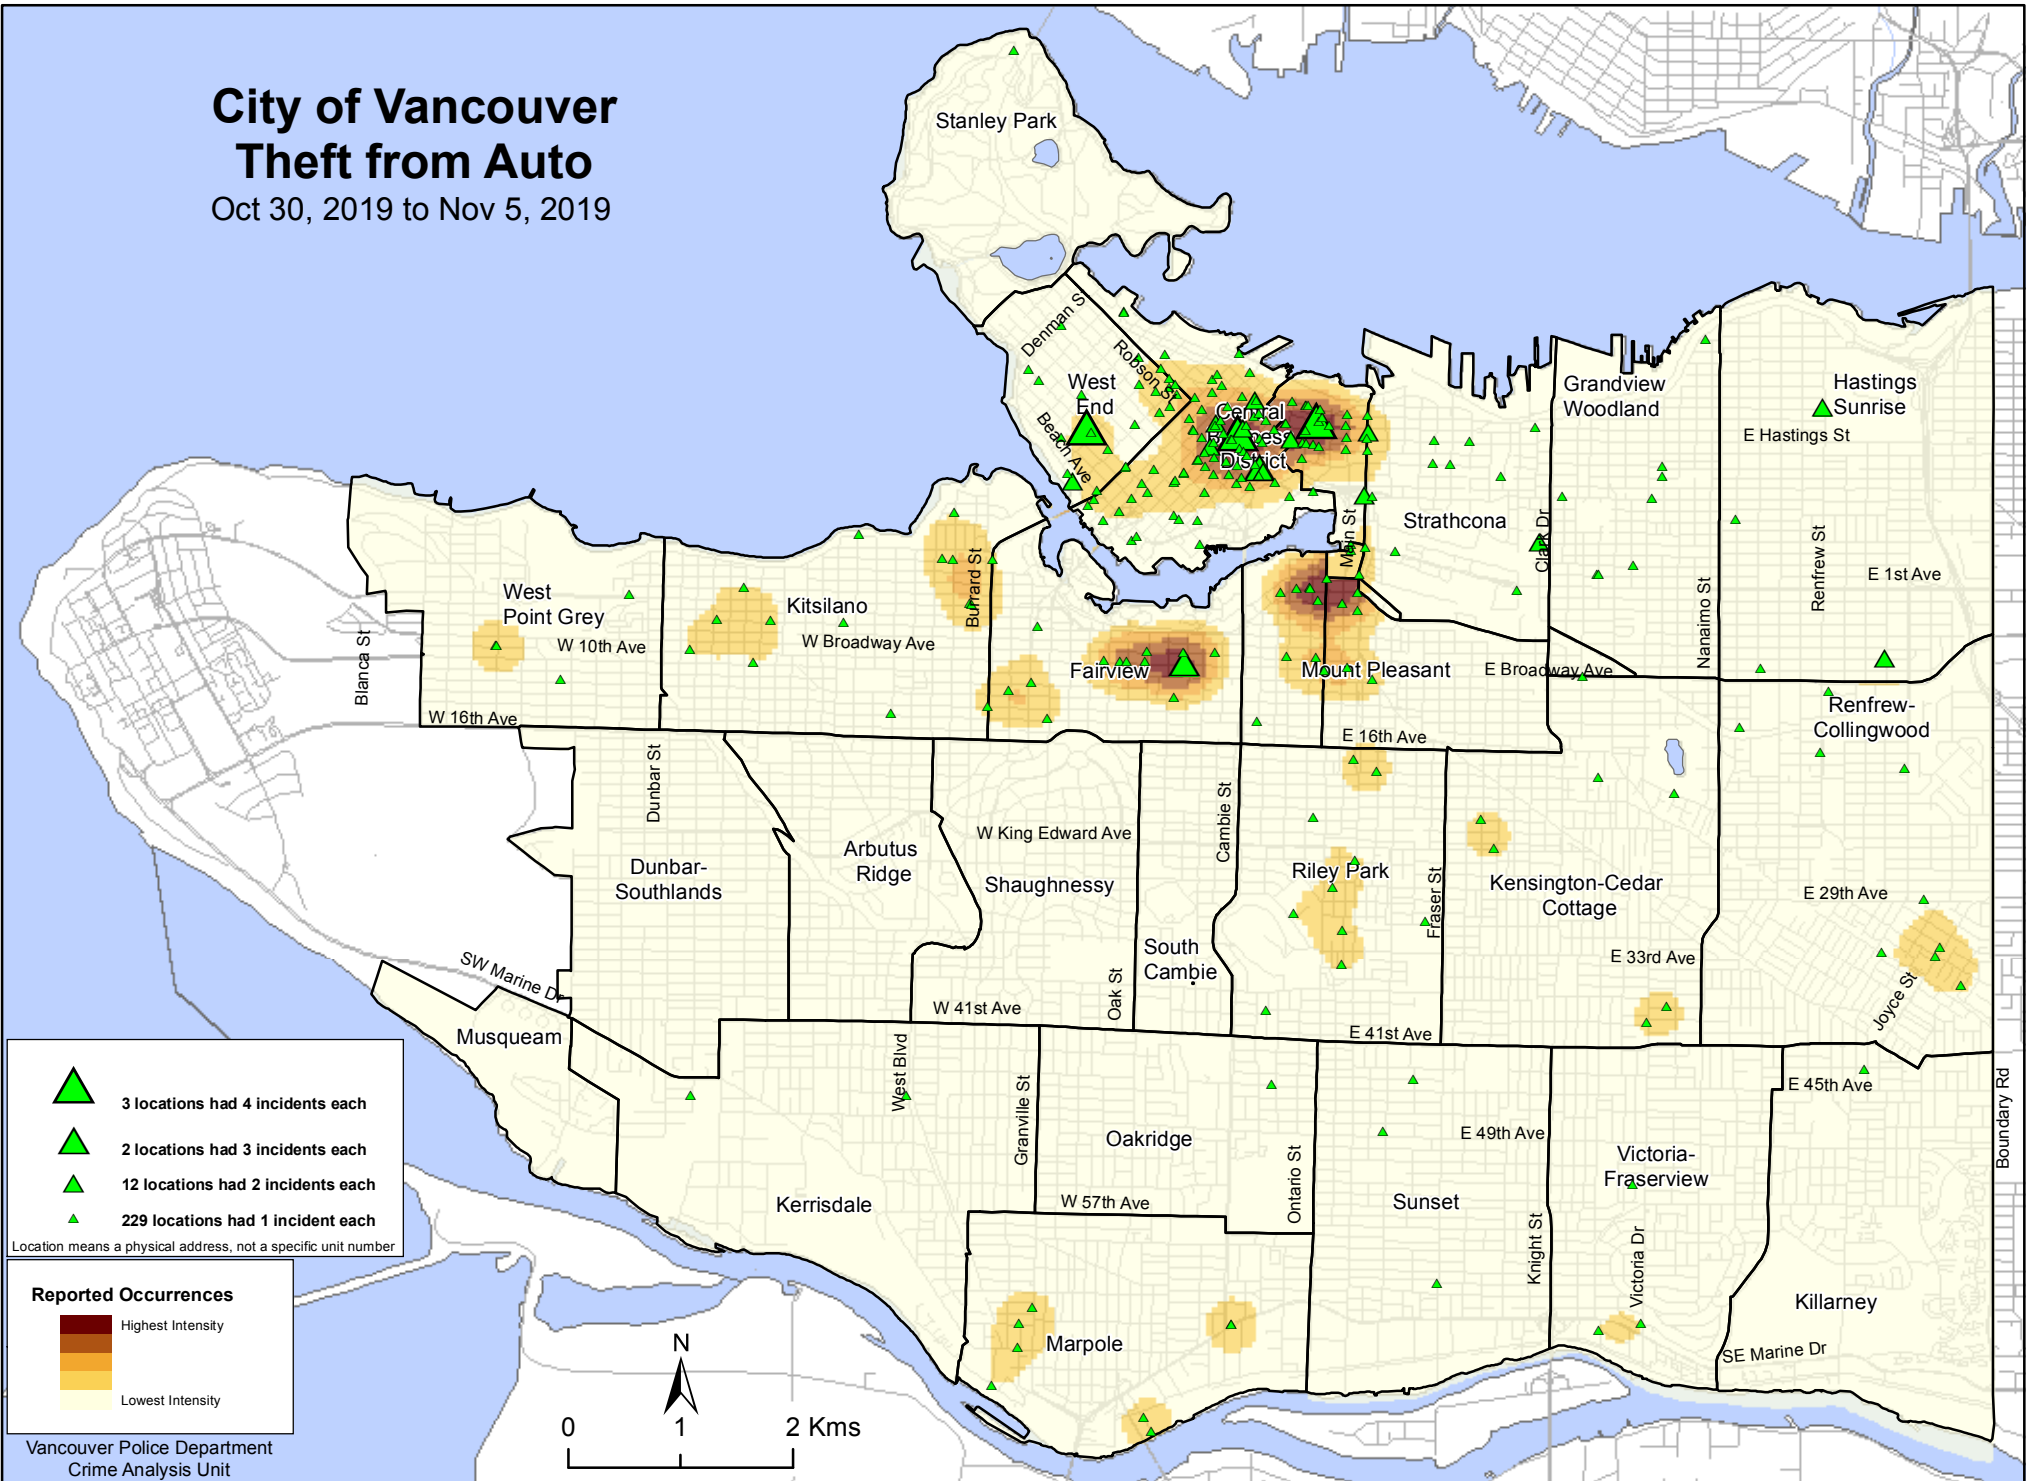 City of Vancouver
Theft from Auto
Oct 30, 2019 to Nov 5, 2019
Stanley Park
Denman S
Robson St
West
End
Beach Ave
Central
Business
District
Grandview
Woodland
Hastings
Sunrise
E Hastings St
Strathcona
Main St
Clark Dr
Nanaimo St
Renfrew St
E 1st Ave
West
Point Grey
Kitsilano
Burrard St
W 10th Ave
W Broadway Ave
Blanca St
Fairview
Mount Pleasant
E Broadway Ave
W 16th Ave
E 16th Ave
Renfrew-
Collingwood
Dunbar St
Cambie St
W King Edward Ave
Arbutus
Ridge
Dunbar-
Southlands
Shaughnessy
Riley Park
Fraser St
Kensington-Cedar
Cottage
E 29th Ave
South
Cambie
E 33rd Ave
SW Marine Dr
Oak St
W 41st Ave
E 41st Ave
Joyce St
Musqueam
West Blvd
Granville St
E 45th Ave
Boundary Rd
Oakridge
E 49th Ave
Ontario St
Victoria-
Fraserview
Kerrisdale
W 57th Ave
Sunset
Knight St
Victoria Dr
Killarney
Marpole
SE Marine Dr
3 locations had 4 incidents each
2 locations had 3 incidents each
12 locations had 2 incidents each
229 locations had 1 incident each
Location means a physical address, not a specific unit number
Reported Occurrences
Highest Intensity
Lowest Intensity
Vancouver Police Department
Crime Analysis Unit
N
0 1 2 Kms